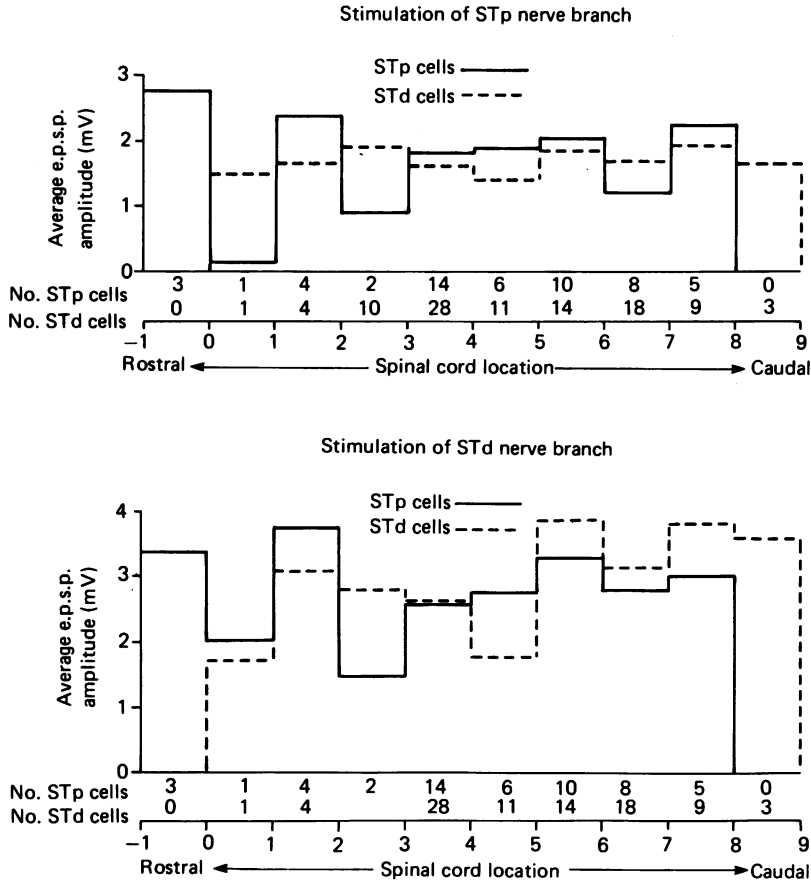 Stimulation of STp nerve branch
STp cells
STd cells
Average e.p.s.p.
amplitude (mV)
3
2
1
0
No. STp cells 3 1 4 2 14 6 10 8 5 0
No. STd cells 0 1 4 10 28 11 14 18 9 3
−1 0 1 2 3 4 5 6 7 8 9
Rostral Spinal cord location Caudal
Stimulation of STd nerve branch
STp cells
STd cells
Average e.p.s.p.
amplitude (mV)
4
3
2
1
0
No. STp cells 3 1 4 2 14 6 10 8 5 0
No. STd cells 0 1 4 28 11 14 18 9 3
−1 0 1 2 3 4 5 6 7 8 9
Rostral Spinal cord location Caudal